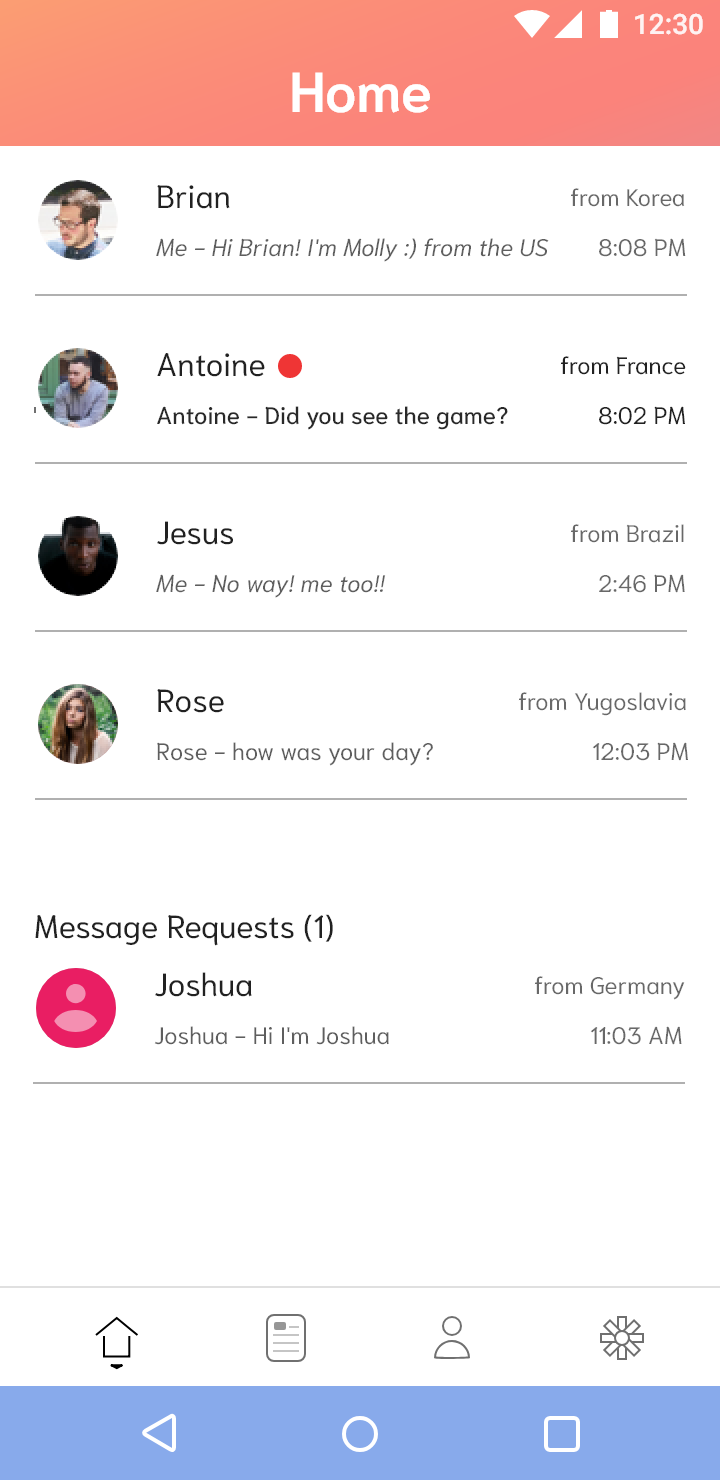 12:30
Home
Brian
from Korea
Me - Hi Brian! I'm Molly :) from the US
8:08 PM
Antoine
from France
Antoine - Did you see the game?
8:02 PM
Jesus
from Brazil
Me - No way! me too!!
2:46 PM
Rose
from Yugoslavia
Rose - how was your day?
12:03 PM
Message Requests (1)
Joshua
from Germany
Joshua - Hi I'm Joshua
11:03 AM